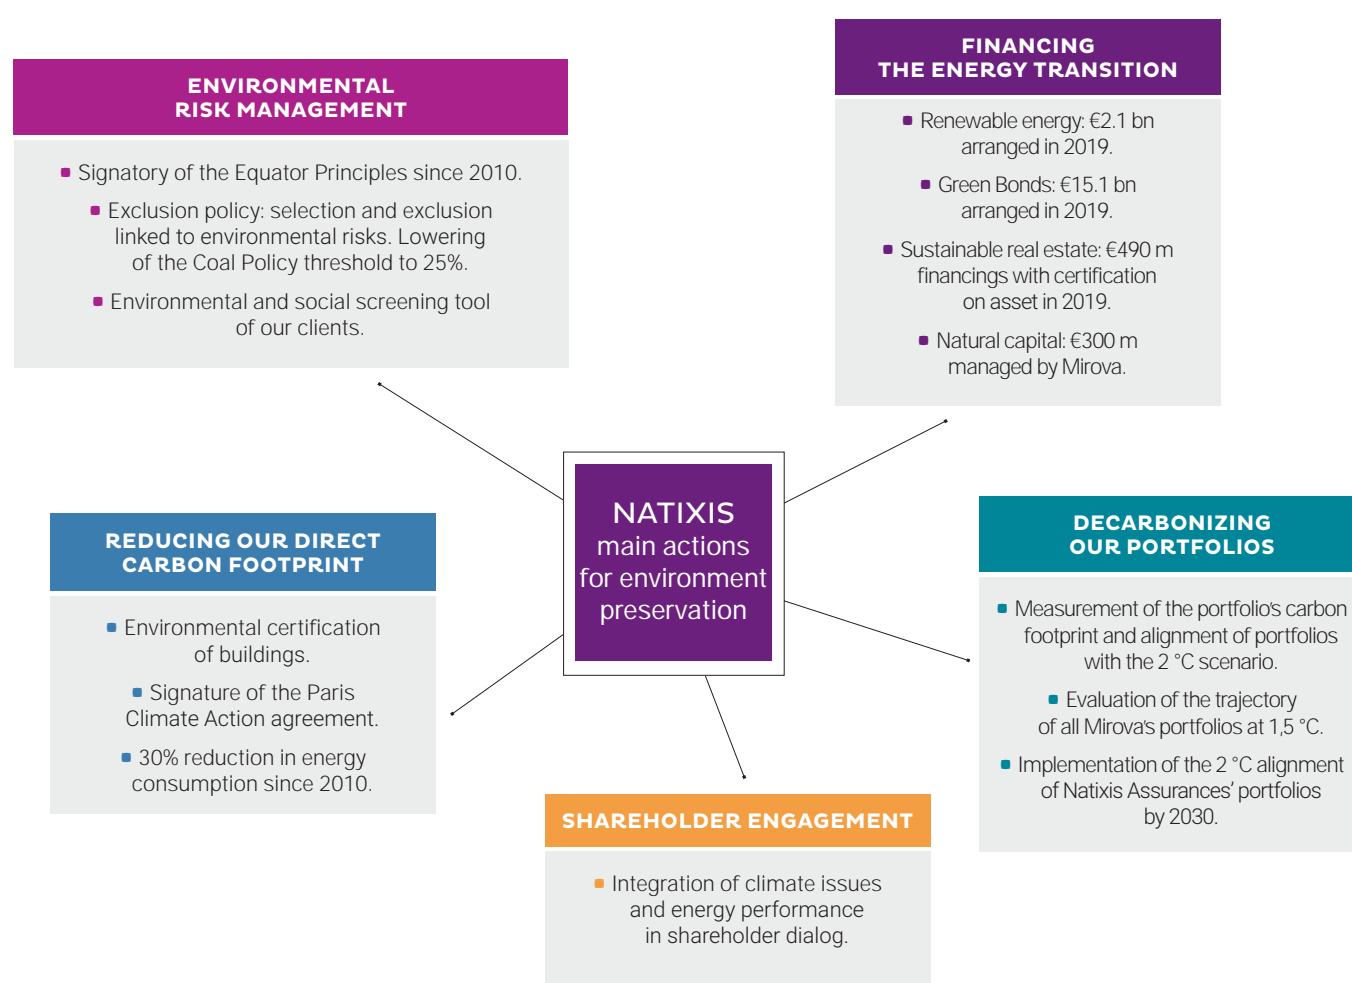 ENVIRONMENTAL
RISK MANAGEMENT
Signatory of the Equator Principles since 2010.
Exclusion policy: selection and exclusion
linked to environmental risks. Lowering
of the Coal Policy threshold to 25%.
Environmental and social screening tool
of our clients.
FINANCING
THE ENERGY TRANSITION
Renewable energy: €2.1 bn
arranged in 2019.
Green Bonds: €15.1 bn
arranged in 2019.
Sustainable real estate: €490 m
financings with certification
on asset in 2019.
Natural capital: €300 m
managed by Mirova.
NATIXIS
main actions
for environment
preservation
REDUCING OUR DIRECT
CARBON FOOTPRINT
Environmental certification
of buildings.
Signature of the Paris
Climate Action agreement.
30% reduction in energy
consumption since 2010.
DECARBONIZING
OUR PORTFOLIOS
Measurement of the portfolio's carbon
footprint and alignment of portfolios
with the 2 °C scenario.
Evaluation of the trajectory
of all Mirova's portfolios at 1,5 °C.
Implementation of the 2 °C alignment
of Natixis Assurances' portfolios
by 2030.
SHAREHOLDER ENGAGEMENT
Integration of climate issues
and energy performance
in shareholder dialog.